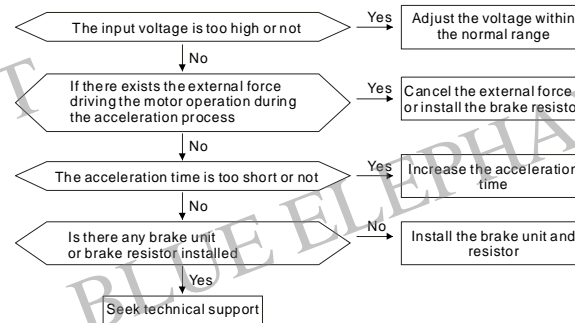 The input voltage is too high or not
Yes
Adjust the voltage within
the normal range
No
If there exists the external force
driving the motor operation during
the acceleration process
Yes
Cancel the external force
or install the brake
No
The acceleration time is too short or not
Yes
Increase the acceleration
time
No
Is there any brake unit
or brake resistor installed
No
Install the brake unit and
resistor
Yes
Seek technical support
BLUE